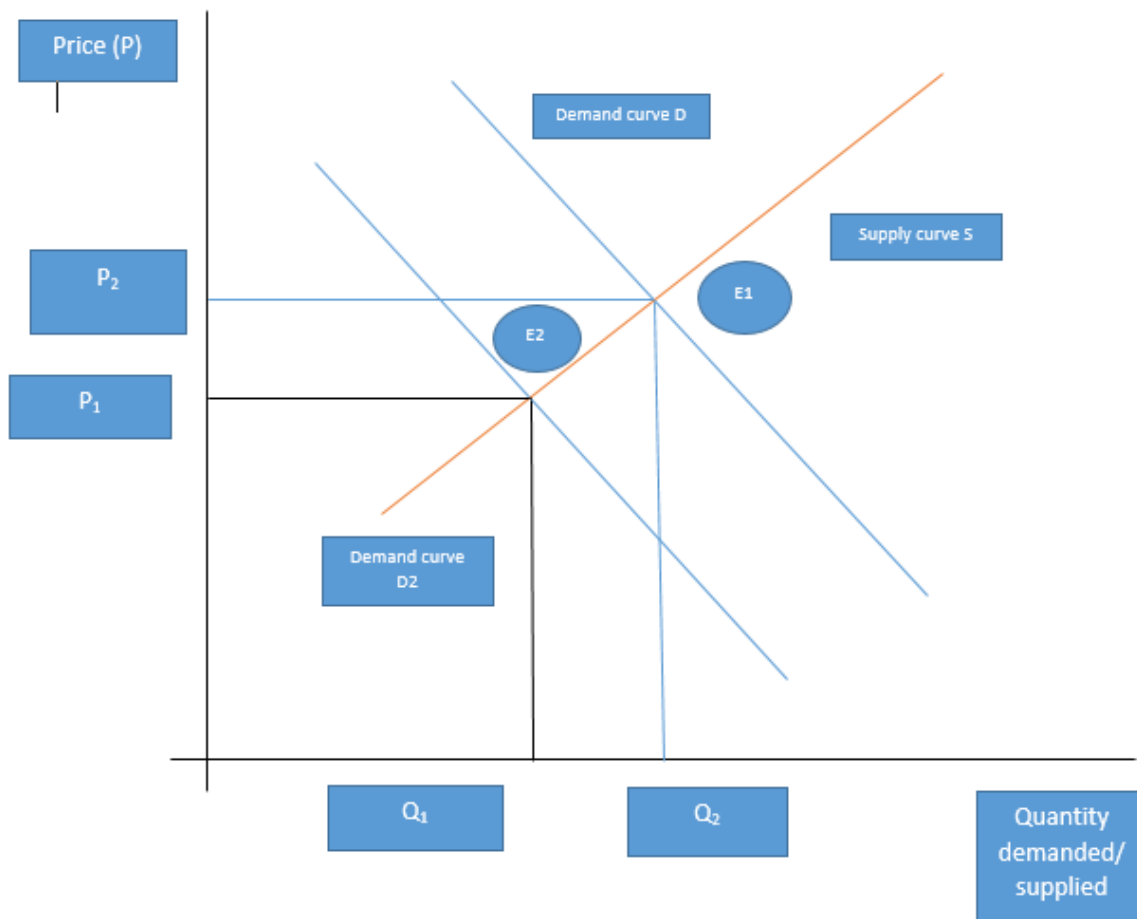 Price (P)
Demand curve D
Supply curve S
P₂
E1
E2
P₁
Demand curve
D2
Q₁
Q₂
Quantity
demanded/
supplied